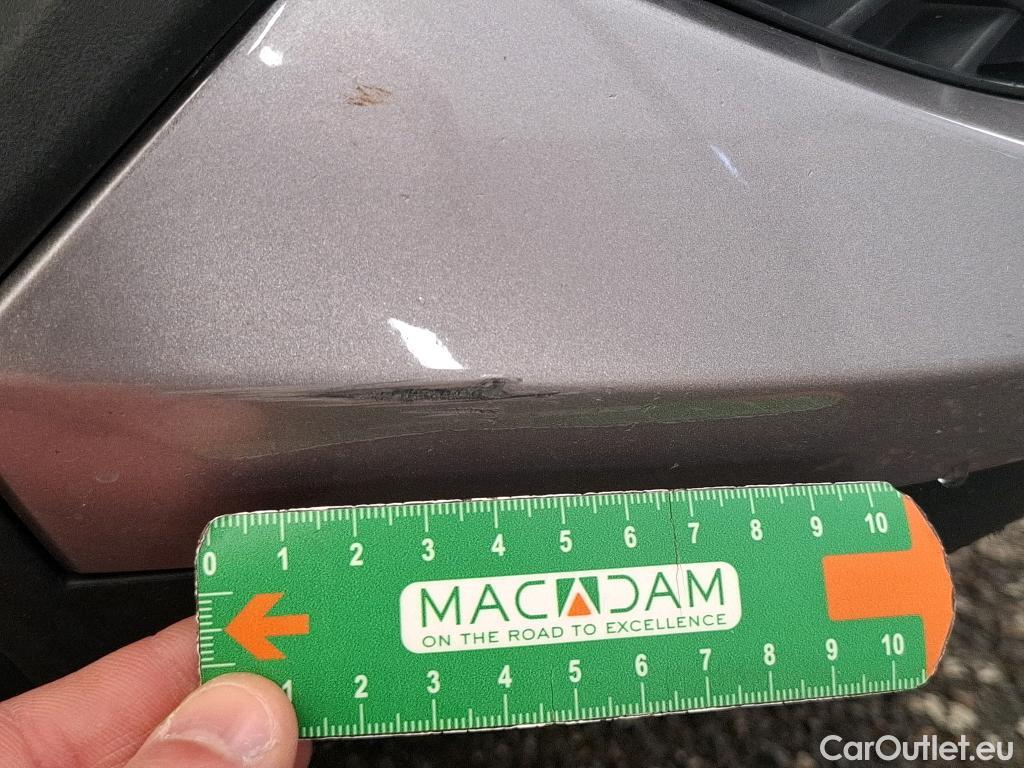 0 1 2 3 4 5 6 7 8 9 10
MACADAM
ON THE ROAD TO EXCELLENCE
1 2 3 4 5 6 7 8 9 10
CarOutlet.eu